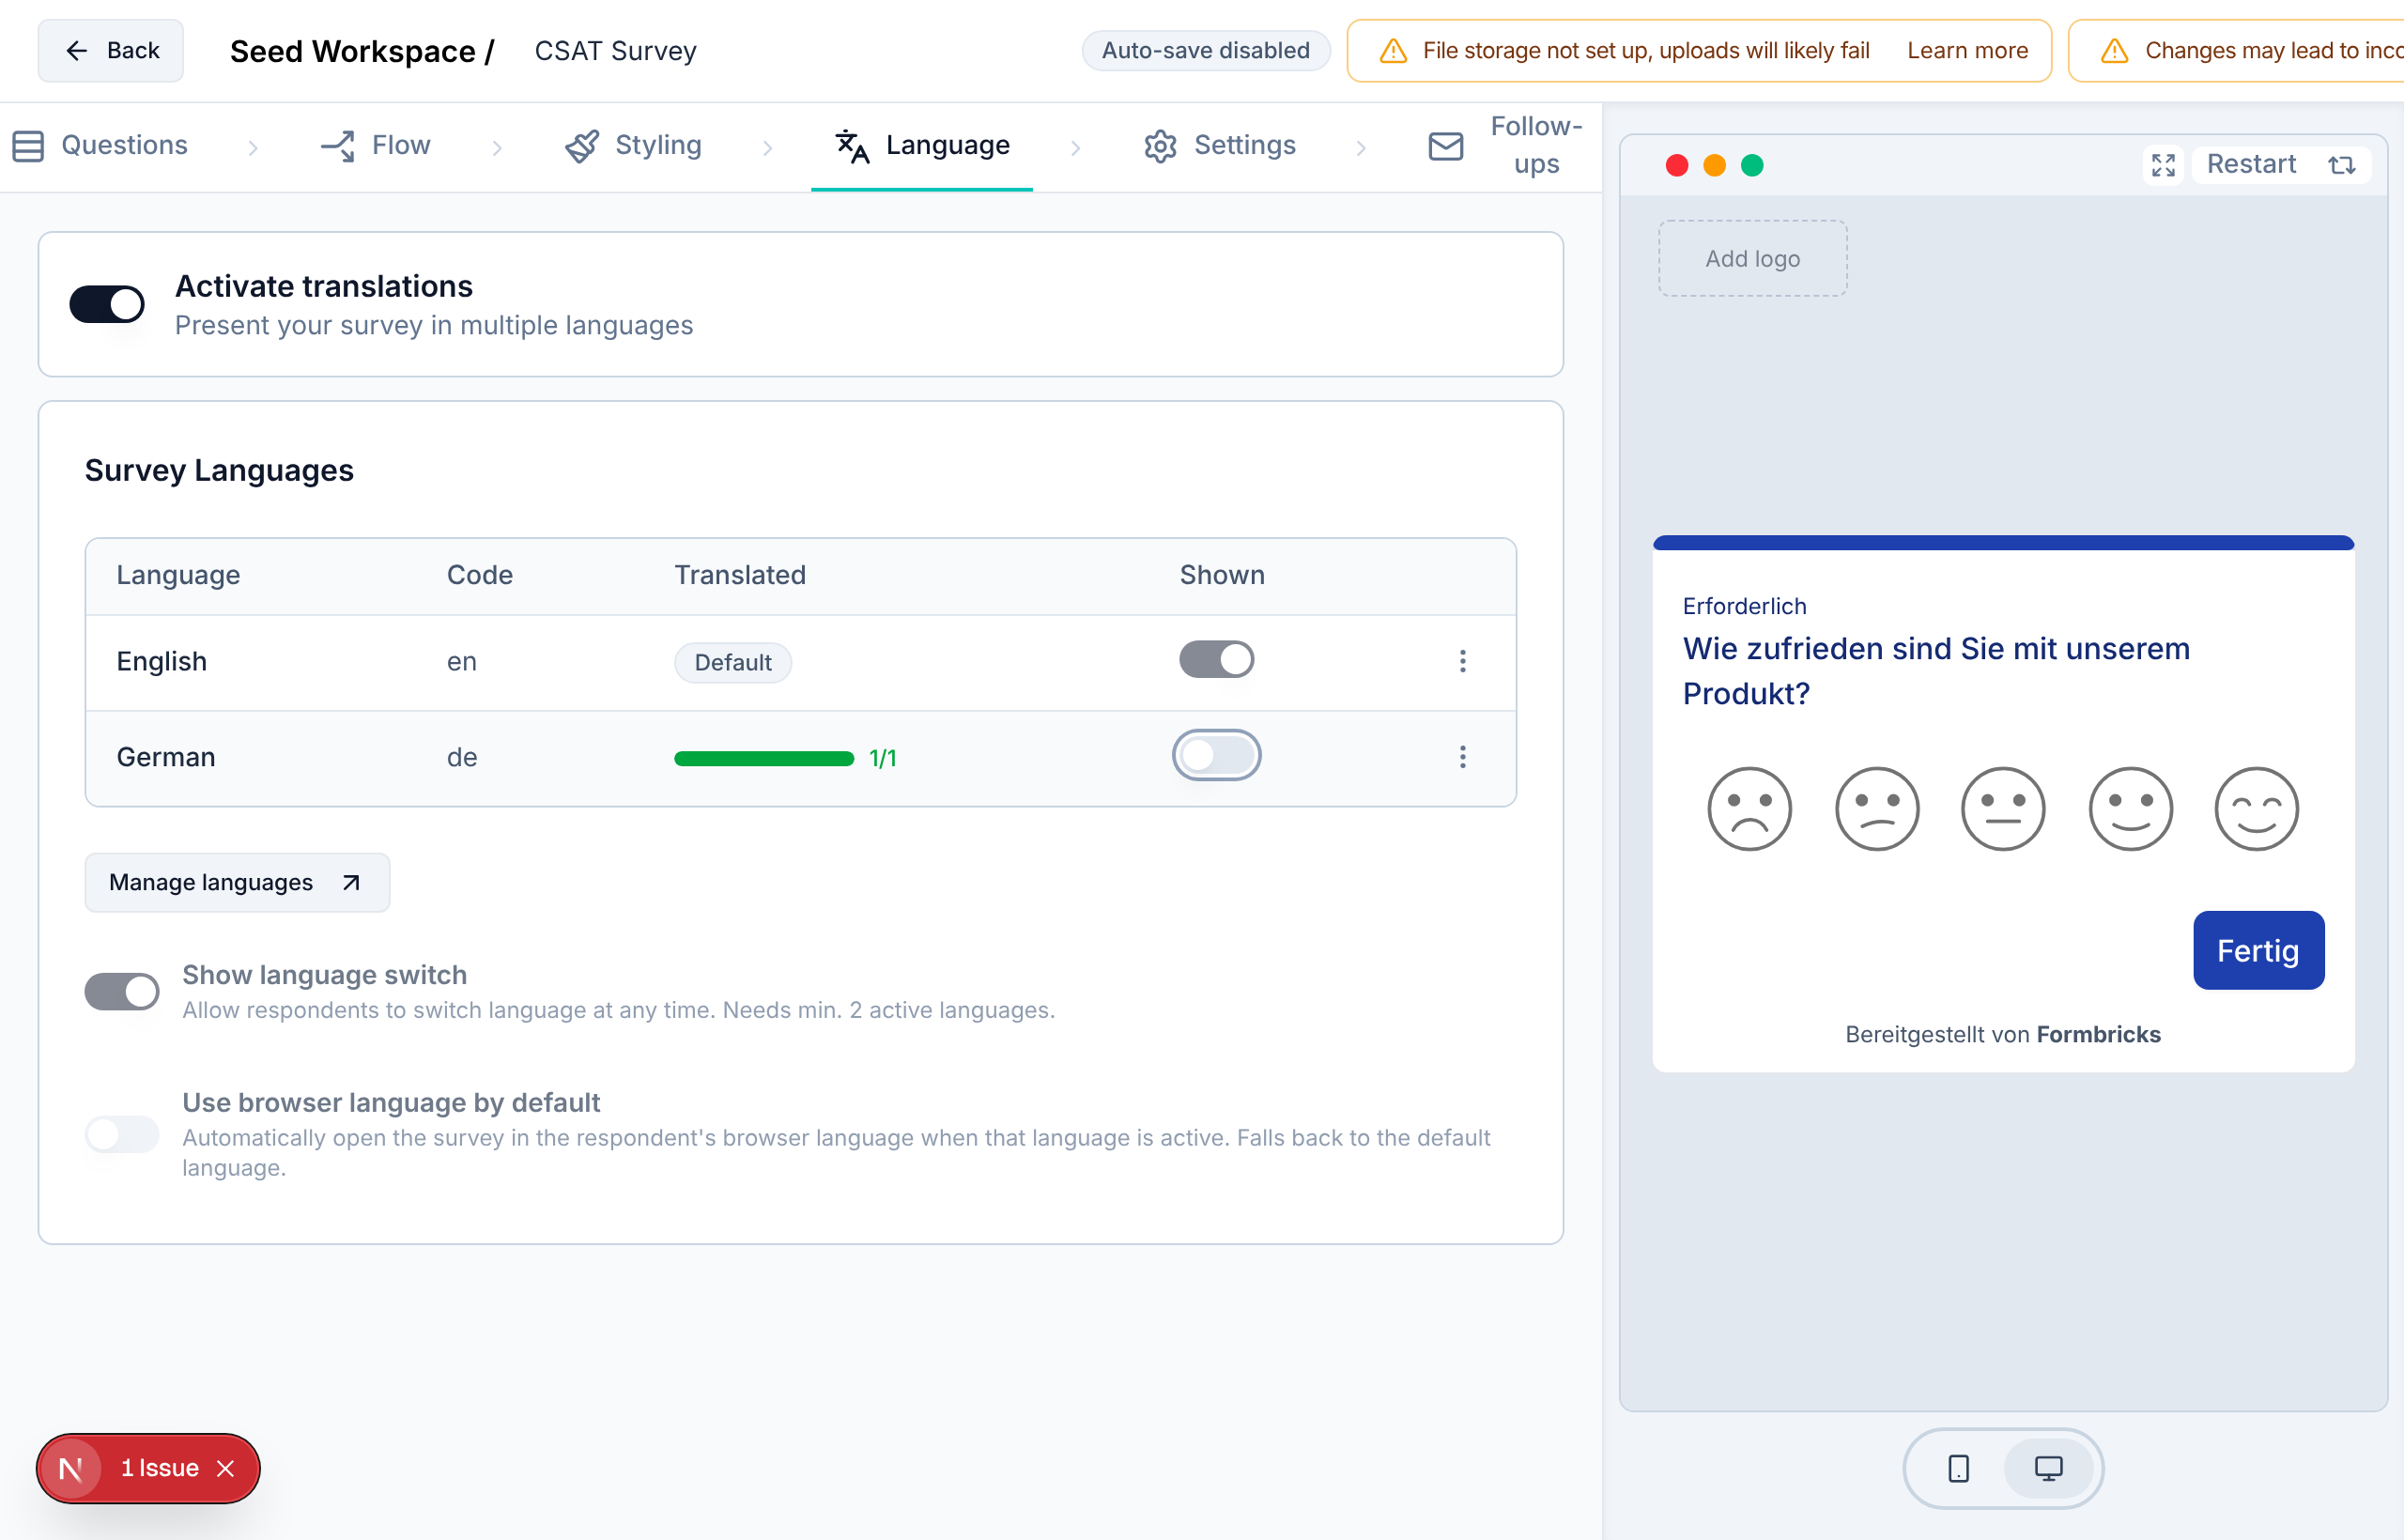 Back
Seed Workspace /
CSAT Survey
Auto-save disabled
File storage not set up, uploads will likely fail
Learn more
Changes may lead to inco
Questions
Flow
Styling
Language
Settings
Follow-
ups
Activate translations
Present your survey in multiple languages
Survey Languages
Language
Code
Translated
Shown
English
en
Default
German
de
1/1
Manage languages
Show language switch
Allow respondents to switch language at any time. Needs min. 2 active languages.
Use browser language by default
Automatically open the survey in the respondent's browser language when that language is active. Falls back to the default
language.
N
1 Issue
Restart
Add logo
Erforderlich
Wie zufrieden sind Sie mit unserem
Produkt?
Fertig
Bereitgestellt von Formbricks